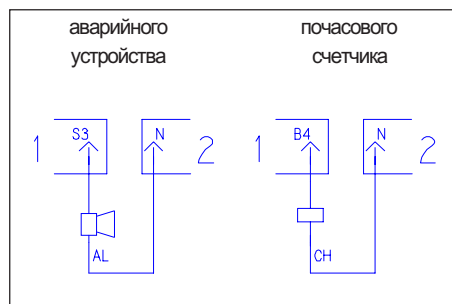 аварийного
устройства
почасового
счетчика
1 S3 N 2
AL
1 B4 N 2
CH